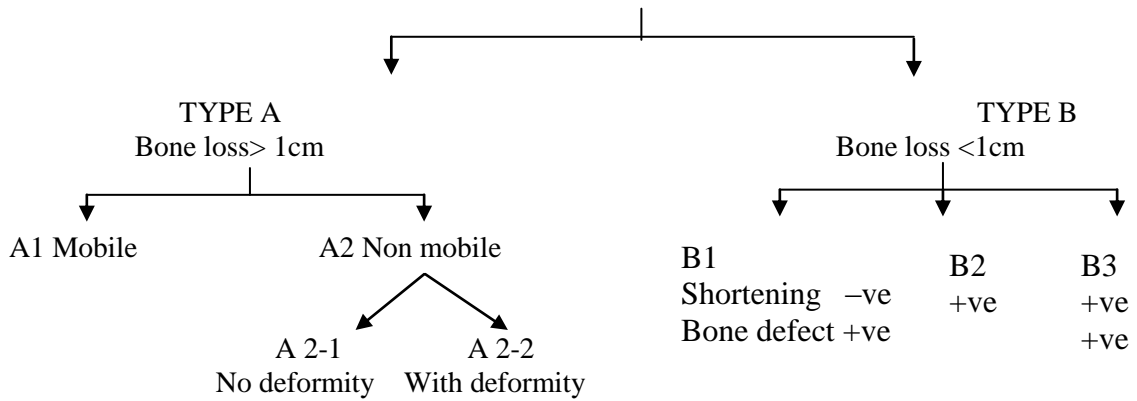 TYPE A
Bone loss> 1cm
A1 Mobile
A2 Non mobile
A 2-1
No deformity
A 2-2
With deformity
TYPE B
Bone loss <1cm
B1
Shortening –ve
Bone defect +ve
B2
+ve
B3
+ve
+ve